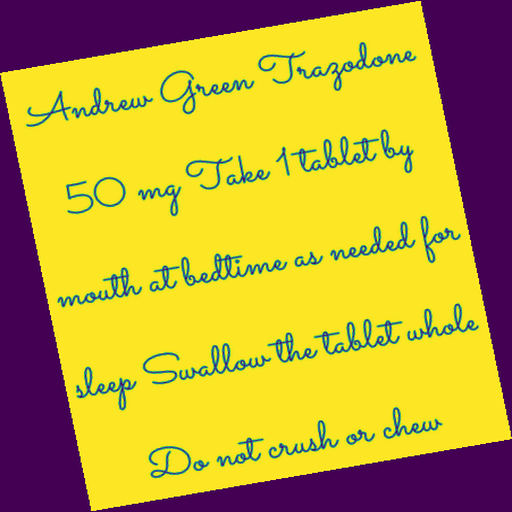 Andrew Green Trazodone
50 mg Take 1 tablet by
mouth at bedtime as needed for
sleep Swallow the tablet whole
Do not crush or chew